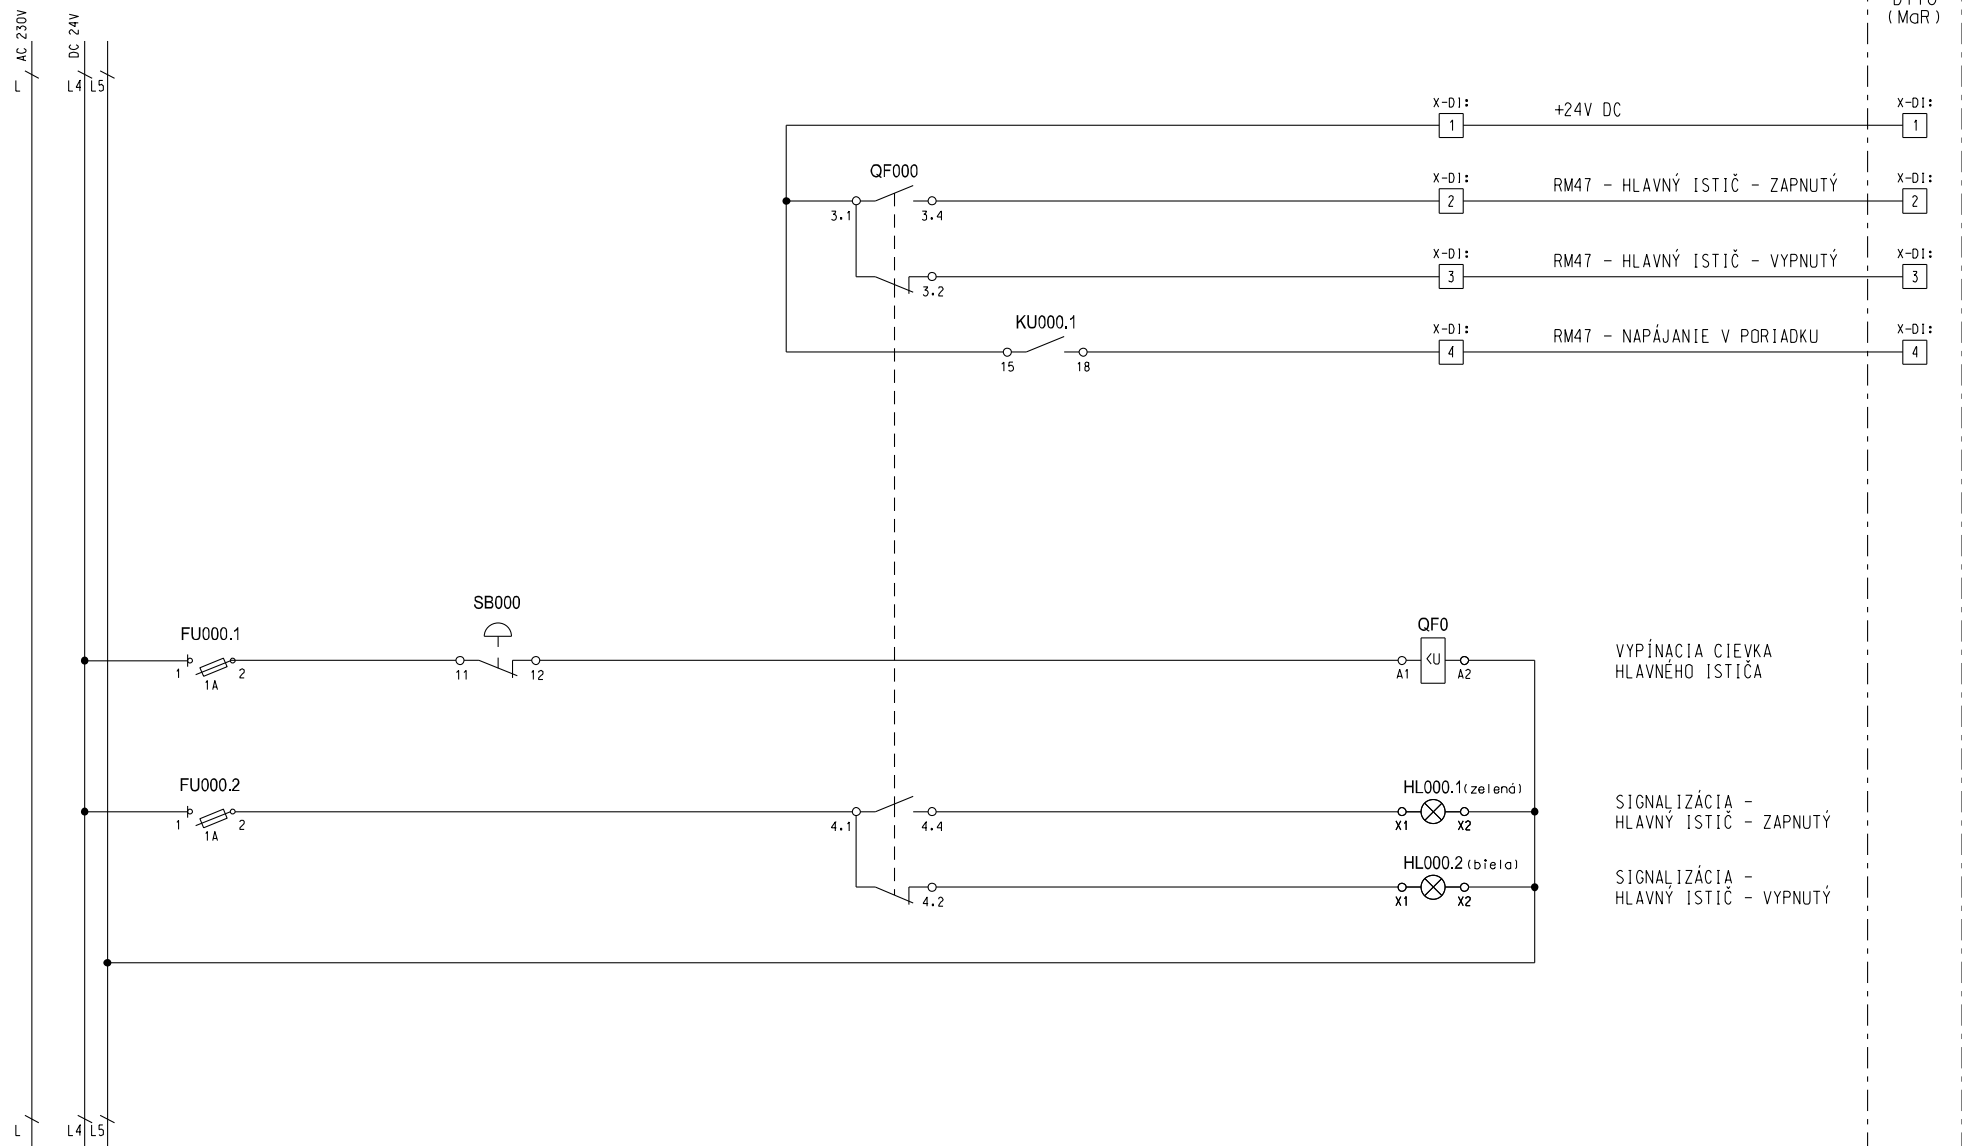 AC 230V
DC 24V
(MaR)
L
L4
L5
X-DI:
+24V DC
X-DI:
1
1
QF000
X-DI:
RM47 - HLAVNÝ ISTIČ - ZAPNUTÝ
X-DI:
3.1
3.4
2
2
X-DI:
RM47 - HLAVNÝ ISTIČ - VYPNUTÝ
X-DI:
3.2
3
3
KU000.1
X-DI:
RM47 - NAPÁJANIE V PORIADKU
X-DI:
15
18
4
4
SB000
FU000.1
QF0
1
1A
2
11
12
A1
<U
A2
VYPÍNACIA CIEVKA
HLAVNÉHO ISTIČA
FU000.2
HL000.1(zelená)
1
1A
2
4.1
4.4
X1
X2
SIGNALIZÁCIA -
HLAVNÝ ISTIČ - ZAPNUTÝ
HL000.2(biela)
4.2
X1
X2
SIGNALIZÁCIA -
HLAVNÝ ISTIČ - VYPNUTÝ
L
L4
L5